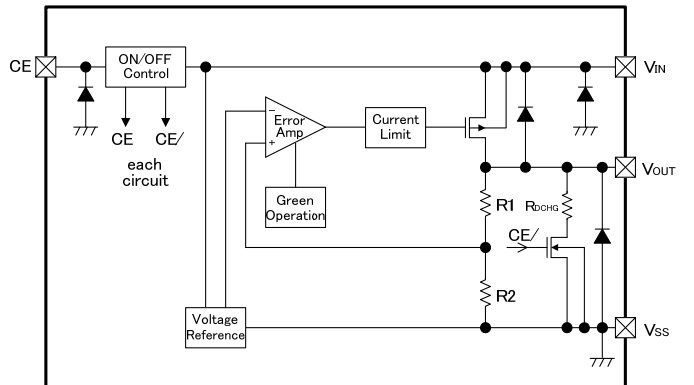 CE
ON/OFF
Control
VIN
CE
CE/
each
circuit
−
Error
Amp
+
Current
Limit
VOUT
Green
Operation
R1
RDCHG
CE/
R2
Voltage
Reference
VSS